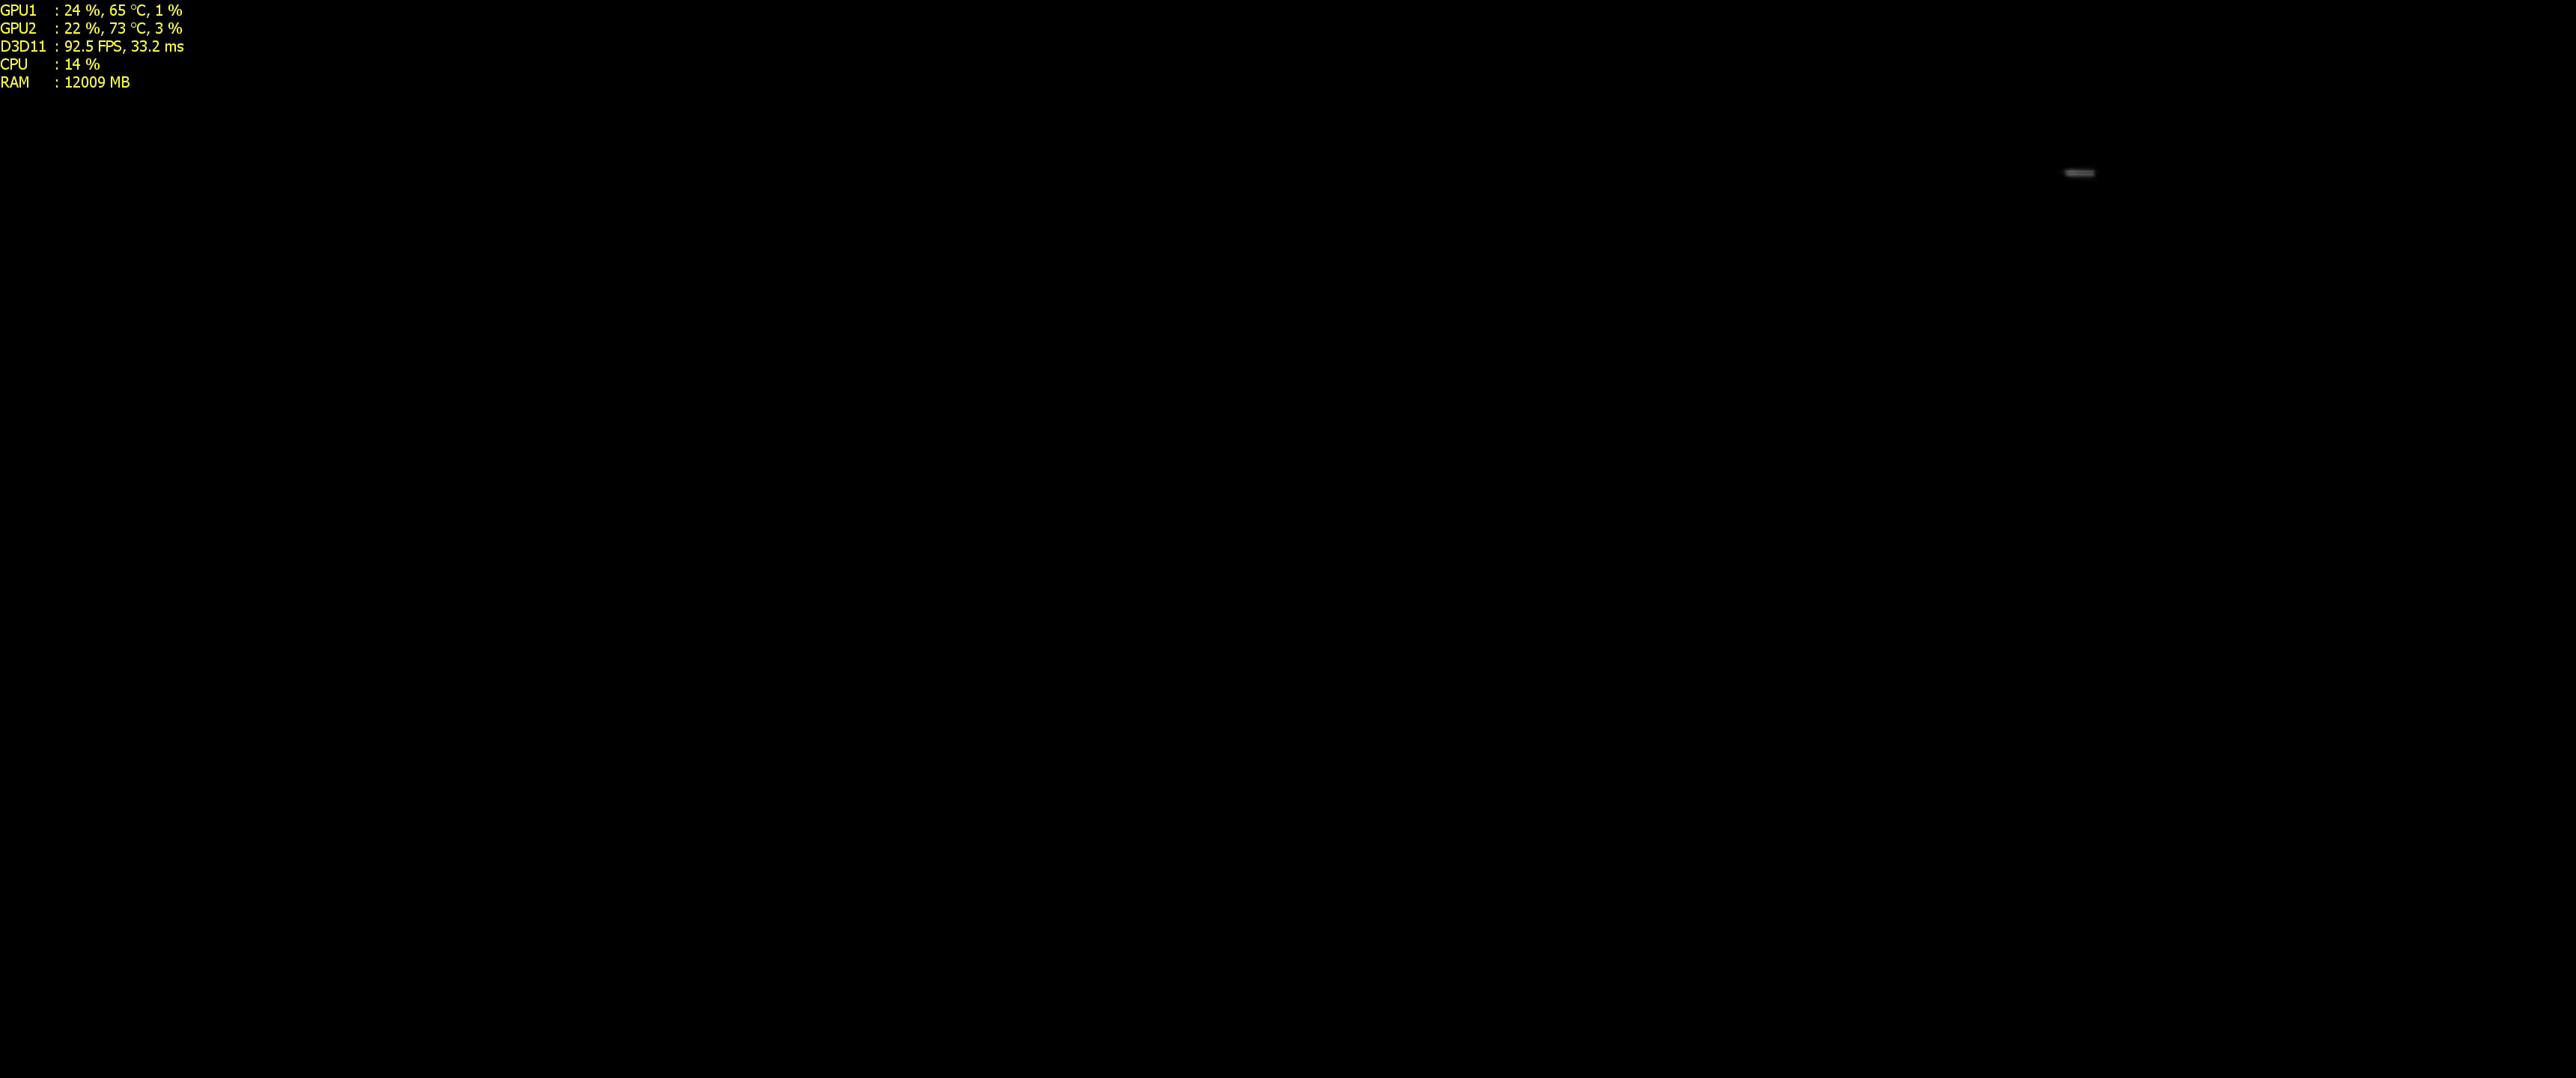 GPU1 : 24 %, 65 °C, 1 %
GPU2 : 22 %, 73 °C, 3 %
D3D11 : 92.5 FPS, 33.2 ms
CPU : 14 %
RAM : 12009 MB